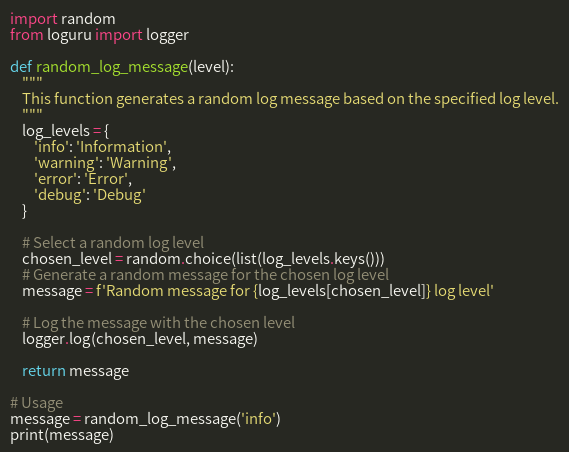 import random
from loguru import logger

def random_log_message(level):
    """
    This function generates a random log message based on the specified log level.
    """
    log_levels = {
        'info': 'Information',
        'warning': 'Warning',
        'error': 'Error',
        'debug': 'Debug'
    }

    # Select a random log level
    chosen_level = random.choice(list(log_levels.keys()))
    # Generate a random message for the chosen log level
    message = f'Random message for {log_levels[chosen_level]} log level'

    # Log the message with the chosen level
    logger.log(chosen_level, message)

    return message

# Usage
message = random_log_message('info')
print(message)